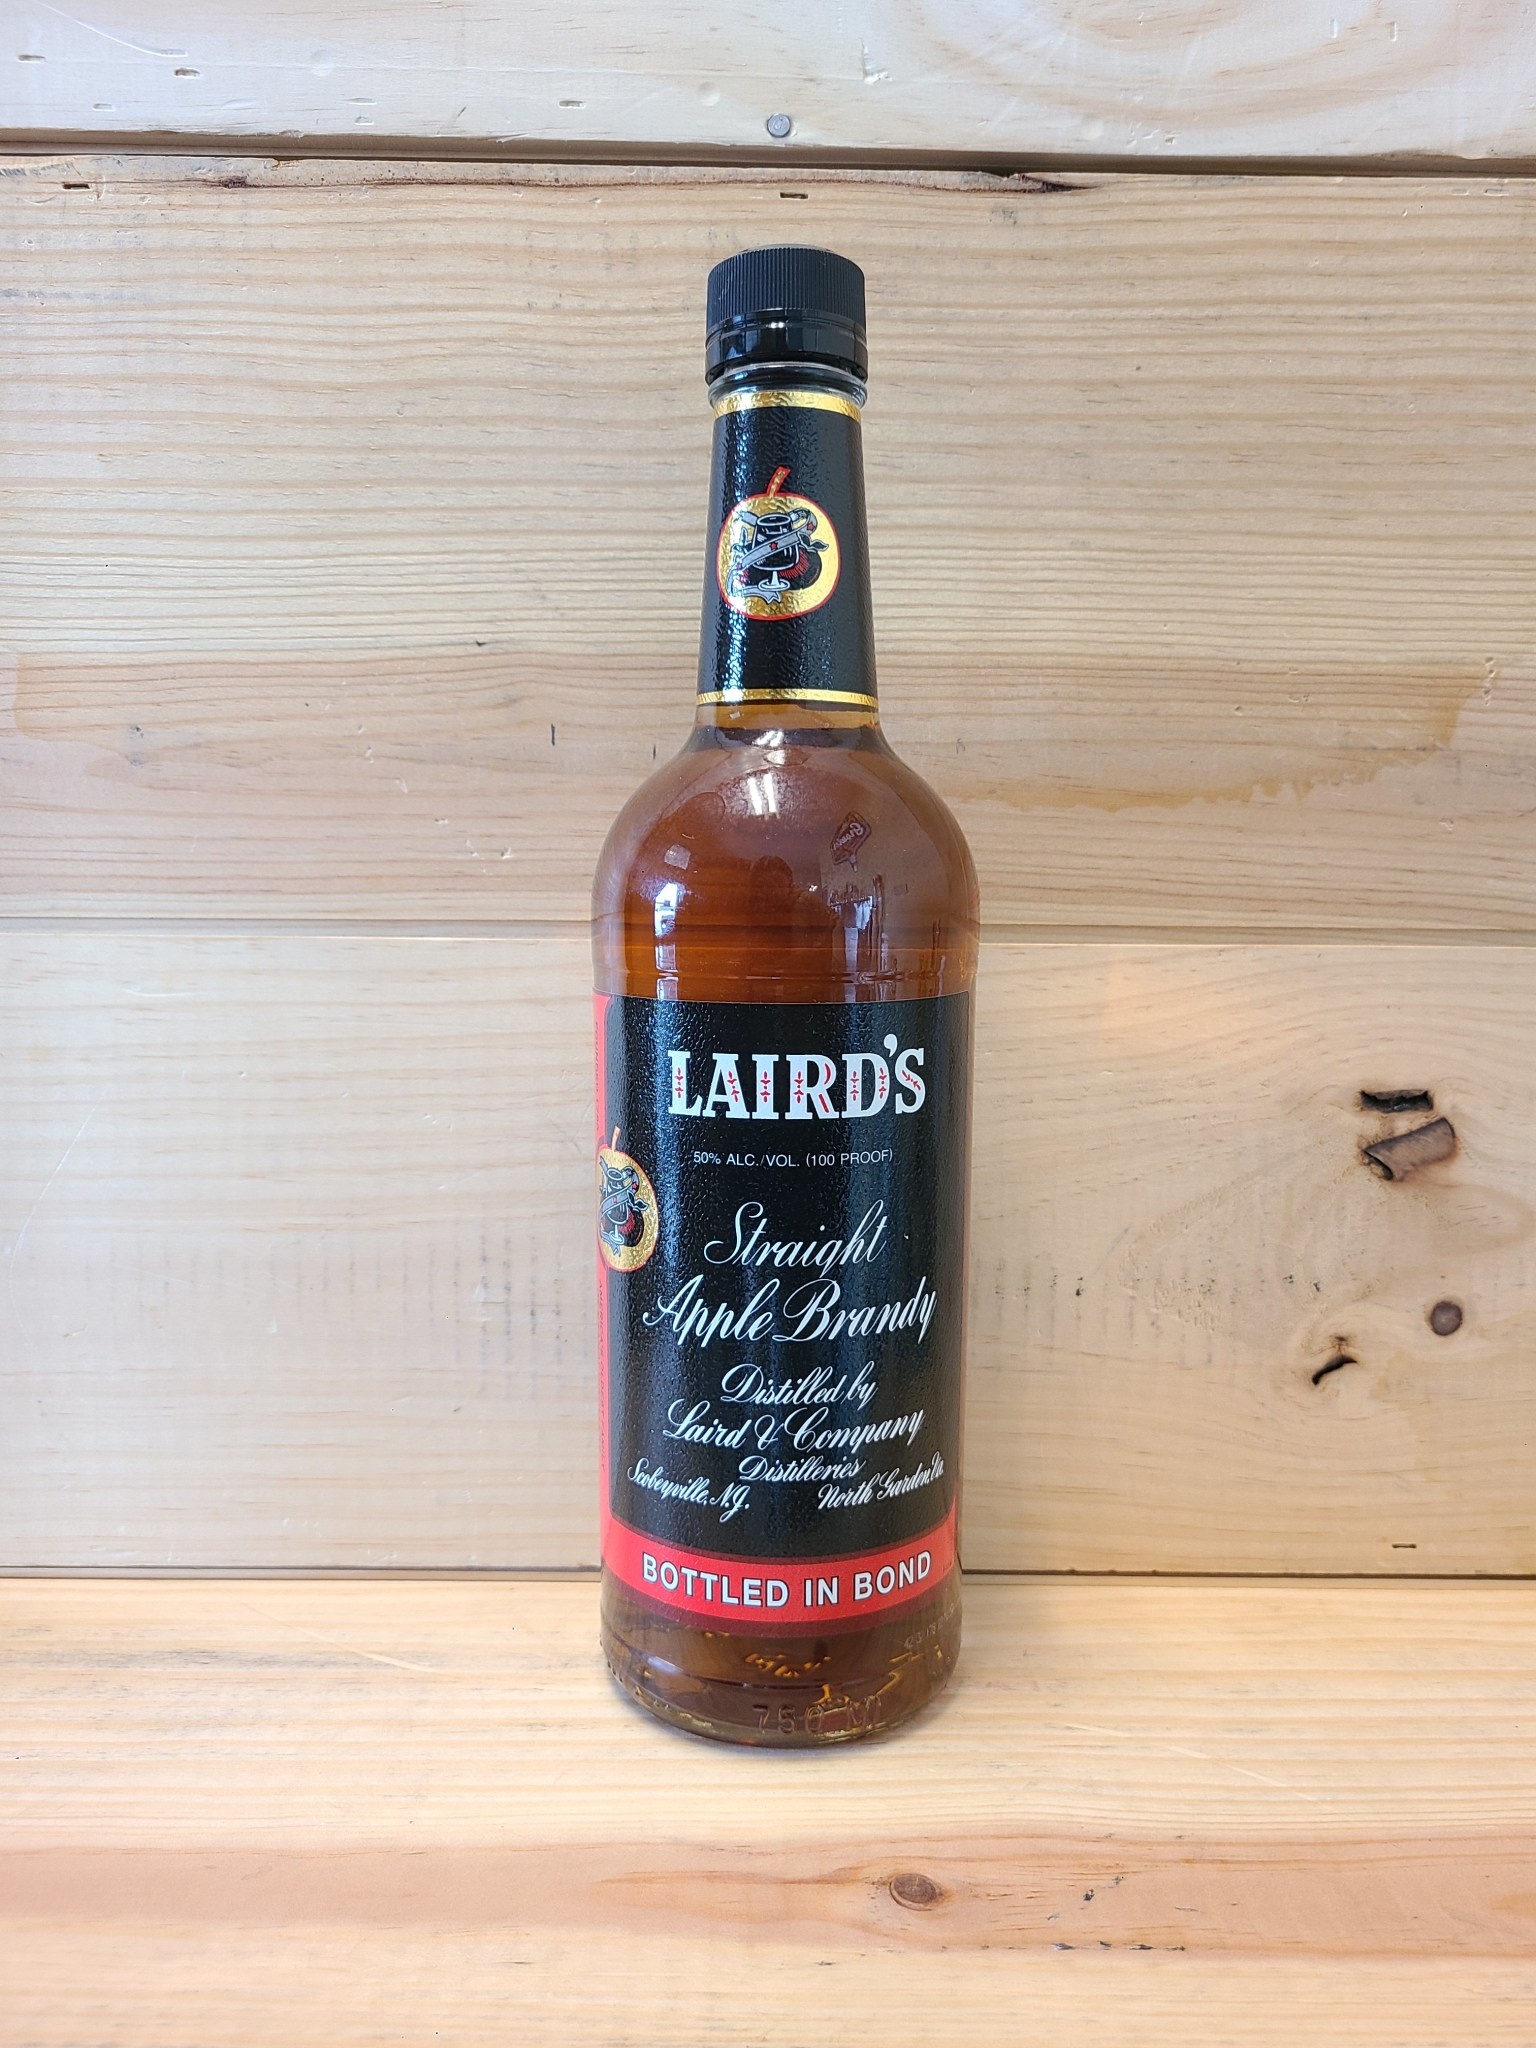 LAIRD'S
50% ALC./VOL. (100 PROOF)
Straight
Apple Brandy
Distilled by
Laird & Company
Distilleries
Scobeyville, N.J. North Garden, Va.
BOTTLED IN BOND
750 ML